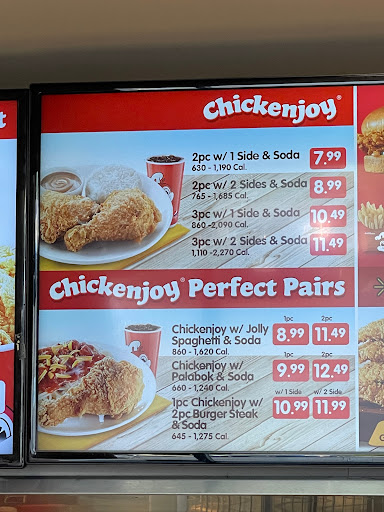 t
Chickenjoy®
2pc w/ 1 Side & Soda 7.99
630 - 1,190 Cal.
2pc w/ 2 Sides & Soda 8.99
765 - 1,685 Cal.
3pc w/ 1 Side & Soda 10.49
860 - 2,090 Cal.
3pc w/ 2 Sides & Soda 11.49
1,110 - 2,270 Cal.
Chickenjoy® Perfect Pairs
1pc 2pc
Chickenjoy w/ Jolly
Spaghetti & Soda 8.99 11.49
860 - 1,620 Cal.
1pc 2pc
Chickenjoy w/
Palabok & Soda 9.99 12.49
660 - 1,240 Cal.
w/ 1 Side w/ 2 Side
1pc Chickenjoy w/
2pc Burger Steak 10.99 11.99
& Soda
645 - 1,275 Cal.